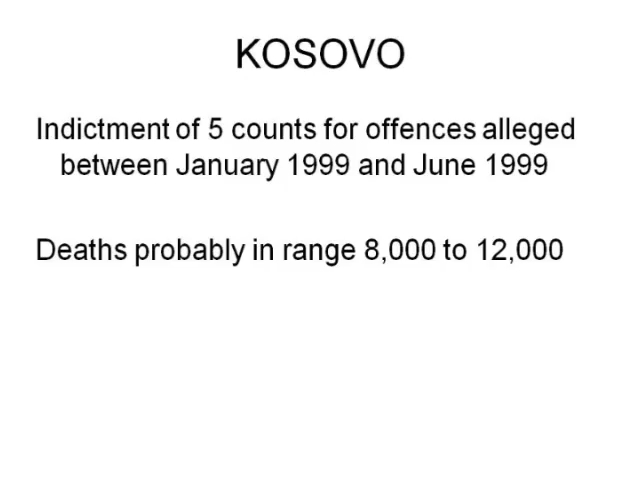 KOSOVO
Indictment of 5 counts for offences alleged
between January 1999 and June 1999
Deaths probably in range 8,000 to 12,000